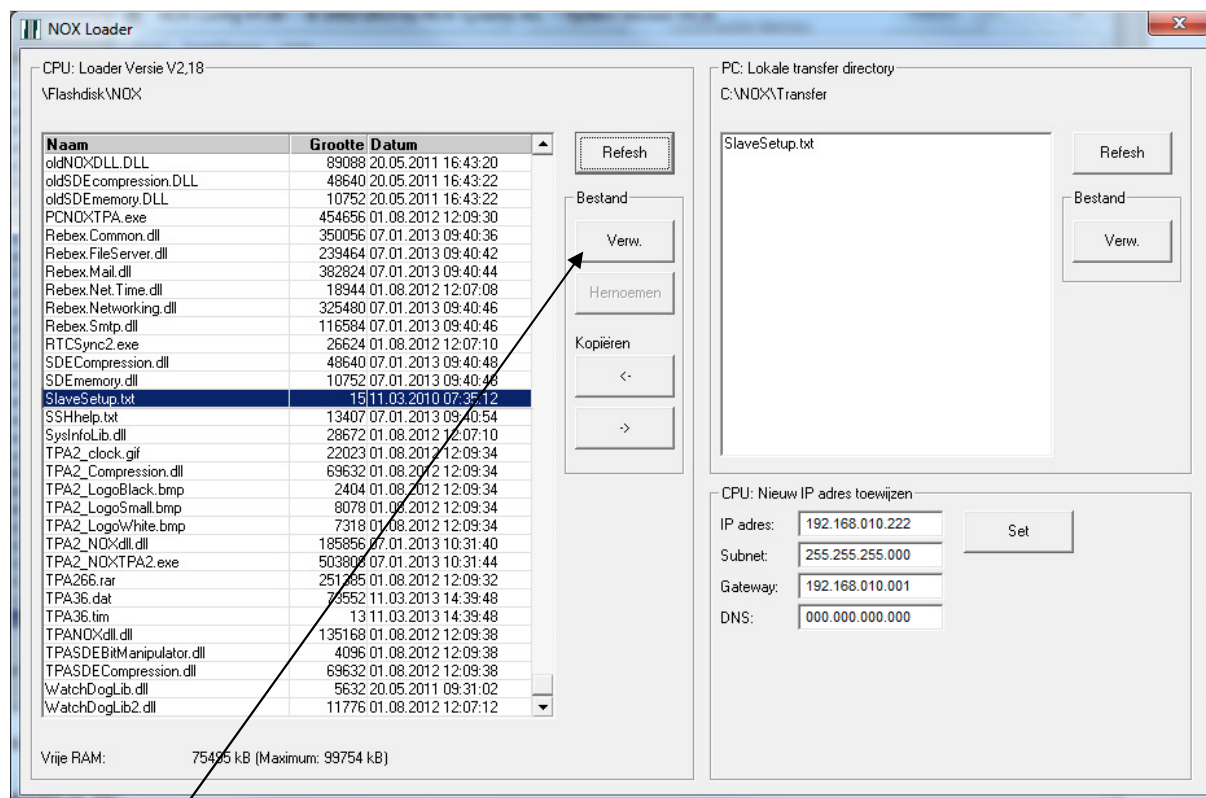 NOX Loader
CPU: Loader Versie V2,18
\Flashdisk\NOX
Naam Grootte Datum
oldNOXDLL.DLL 89088 20.05.2011 16:43:20
oldSDEcompression.DLL 48640 20.05.2011 16:43:22
oldSDEmemory.DLL 10752 20.05.2011 16:43:22
PCNOXTPA.exe 454656 01.08.2012 12:09:30
Rebex.Common.dll 350056 07.01.2013 09:40:36
Rebex.FileServer.dll 239464 07.01.2013 09:40:42
Rebex.Mail.dll 382824 07.01.2013 09:40:44
Rebex.Net.Time.dll 18944 01.08.2012 12:07:08
Rebex.Networking.dll 325480 07.01.2013 09:40:46
Rebex.Smtp.dll 116584 07.01.2013 09:40:46
RTCSync2.exe 26624 01.08.2012 12:07:10
SDECompression.dll 48640 07.01.2013 09:40:48
SDEmemory.dll 10752 07.01.2013 09:40:48
SlaveSetup.txt 15 11.03.2010 07:35:12
SSHhelp.txt 13407 07.01.2013 09:40:54
SysInfoLib.dll 28672 01.08.2012 12:07:10
TPA2_clock.gif 22023 01.08.2012 12:09:34
TPA2_Compression.dll 69632 01.08.2012 12:09:34
TPA2_LogoBlack.bmp 2404 01.08.2012 12:09:34
TPA2_LogoSmall.bmp 8078 01.08.2012 12:09:34
TPA2_LogoWhite.bmp 7318 01.08.2012 12:09:34
TPA2_NOXdll.dll 185856 07.01.2013 10:31:40
TPA2_NOXTPA2.exe 503808 07.01.2013 10:31:44
TPA266.rar 251385 01.08.2012 12:09:32
TPA36.dat 73552 11.03.2013 14:39:48
TPA36.tim 13 11.03.2013 14:39:48
TPANOXdll.dll 135168 01.08.2012 12:09:38
TPASDEBitManipulator.dll 4096 01.08.2012 12:09:38
TPASDECompression.dll 69632 01.08.2012 12:09:38
WatchDogLib.dll 5632 20.05.2011 09:31:02
WatchDogLib2.dll 11776 01.08.2012 12:07:12
Vrije RAM: 75495 kB (Maximum: 99754 kB)
Refesh
Bestand
Verw.
Hernoemen
Kopiëren
<-
->
PC: Lokale transfer directory
C:\NOX\Transfer
SlaveSetup.txt
Refesh
Bestand
Verw.
CPU: Nieuw IP adres toewijzen
IP adres: 192.168.010.222
Set
Subnet: 255.255.255.000
Gateway: 192.168.010.001
DNS: 000.000.000.000